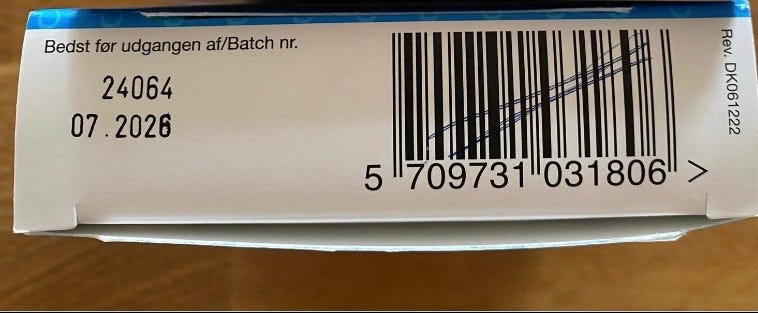 Bedst før udgangen af/Batch nr.
24064
07.2026
5 709731 031806 >
Rev. DK061222